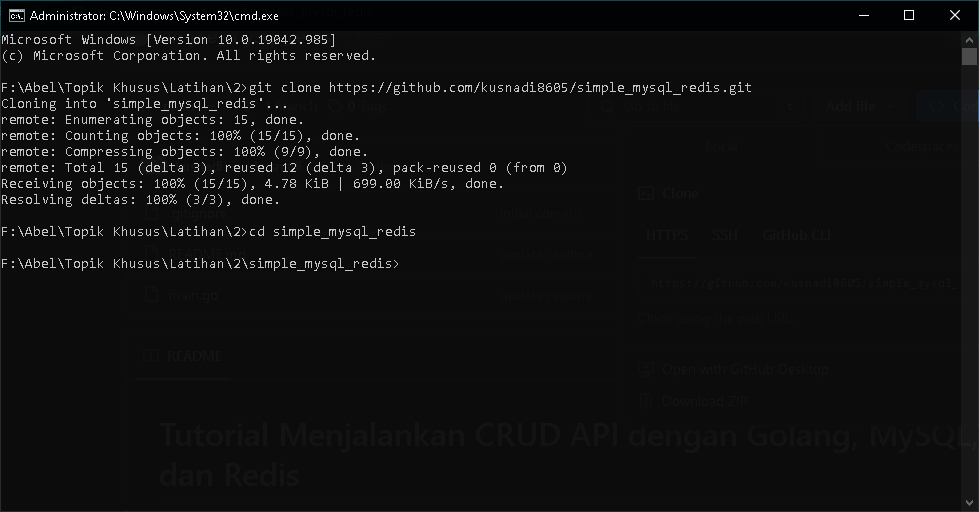 Administrator: C:\Windows\System32\cmd.exe
Microsoft Windows [Version 10.0.19042.985]
(c) Microsoft Corporation. All rights reserved.
F:\Abel\Topik Khusus\Latihan\2>git clone https://github.com/kusnadi8605/simple_mysql_redis.git
Cloning into 'simple_mysql_redis'...
remote: Enumerating objects: 15, done.
remote: Counting objects: 100% (15/15), done.
remote: Compressing objects: 100% (9/9), done.
remote: Total 15 (delta 3), reused 12 (delta 3), pack-reused 0 (from 0)
Receiving objects: 100% (15/15), 4.78 KiB | 699.00 KiB/s, done.
Resolving deltas: 100% (3/3), done.
F:\Abel\Topik Khusus\Latihan\2>cd simple_mysql_redis
F:\Abel\Topik Khusus\Latihan\2\simple_mysql_redis>
Add file
Local
Codespaces
Clone
.gitignore
HTTPS SSH GitHub CLI
README
main.go
README
Open with GitHub Desktop
Download ZIP
Tutorial Menjalankan CRUD API dengan Golang, MySQL,
dan Redis